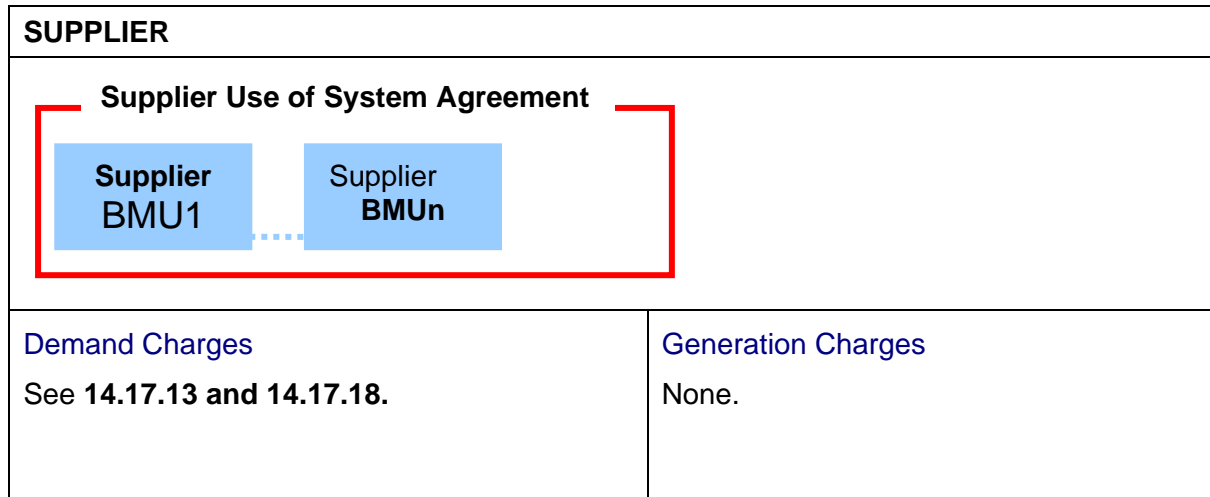 SUPPLIER
Supplier Use of System Agreement
Supplier
BMU1
Supplier
BMUn
Demand Charges
See 14.17.13 and 14.17.18.
Generation Charges
None.